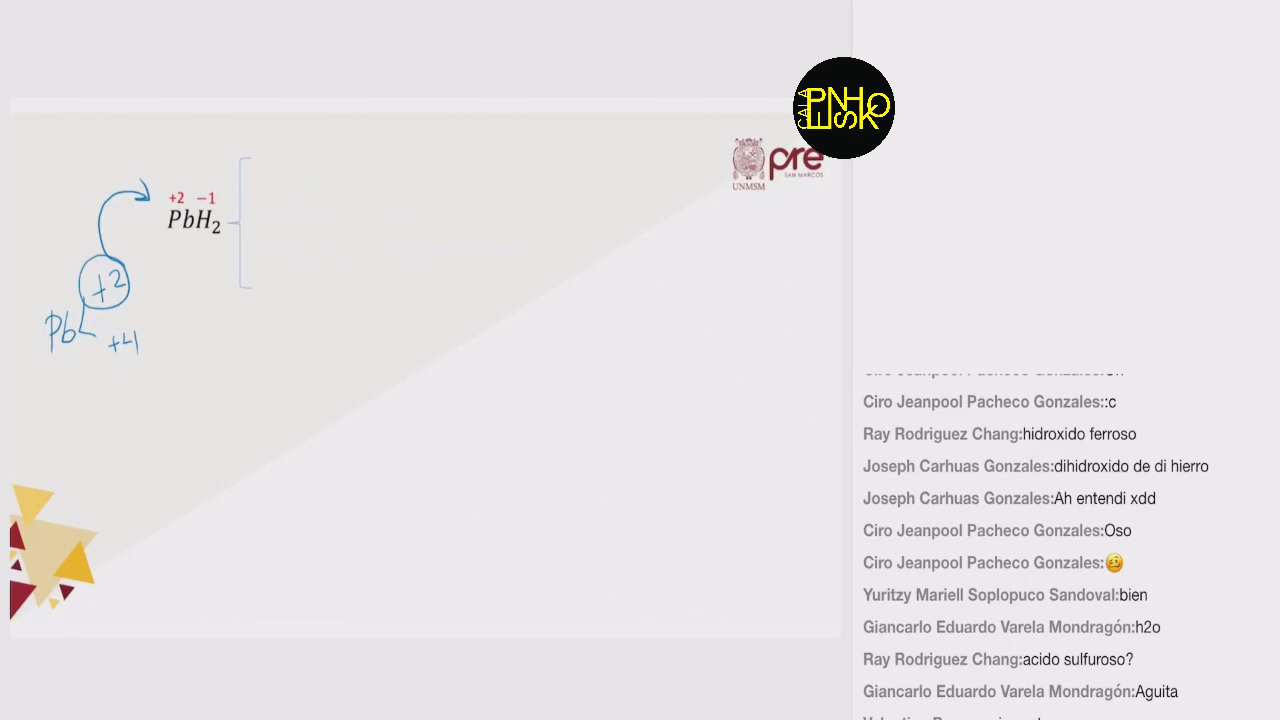 CALA
PENHOSKO
pre
SAN MARCOS
UNMSM
+2 −1
PbH₂
+2
Pb
+4
Ciro Jeanpool Pacheco Gonzales::c
Ray Rodriguez Chang:hidroxido ferroso
Joseph Carhuas Gonzales:dihidroxido de di hierro
Joseph Carhuas Gonzales:Ah entendi xdd
Ciro Jeanpool Pacheco Gonzales:Oso
Ciro Jeanpool Pacheco Gonzales:🥴
Yuritzy Mariell Soplopuco Sandoval:bien
Giancarlo Eduardo Varela Mondragón:h2o
Ray Rodriguez Chang:acido sulfuroso?
Giancarlo Eduardo Varela Mondragón:Aguita